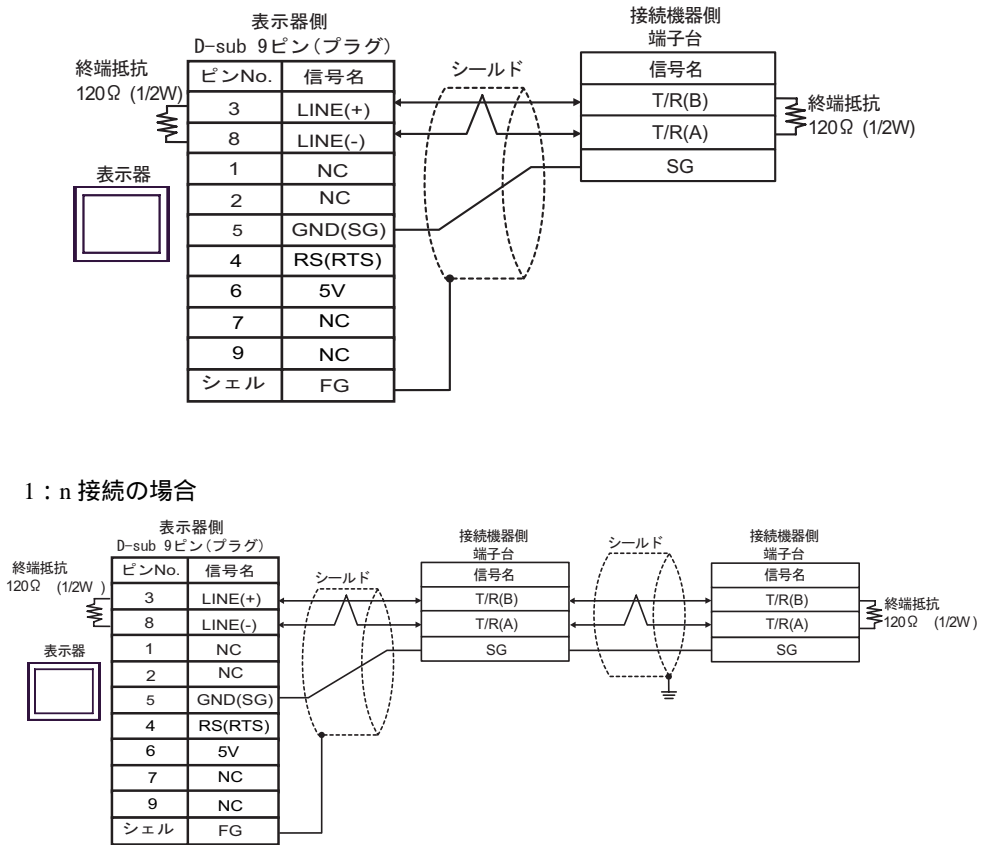 表示器側
D-sub 9ピン(プラグ)
接続機器側
端子台
終端抵抗
120Ω (1/2W)
ピンNo. 信号名
シールド
信号名
3 LINE(+)
T/R(B)
終端抵抗
120Ω (1/2W)
8 LINE(-)
T/R(A)
表示器
1 NC
SG
2 NC
5 GND(SG)
4 RS(RTS)
6 5V
7 NC
9 NC
シェル FG
1：n 接続の場合
表示器側
D-sub 9ピン(プラグ)
接続機器側
端子台
シールド
接続機器側
端子台
終端抵抗
120Ω (1/2W )
ピンNo. 信号名
シールド
信号名
信号名
3 LINE(+)
T/R(B)
T/R(B)
終端抵抗
120Ω (1/2W )
8 LINE(-)
T/R(A)
T/R(A)
表示器
1 NC
SG
SG
2 NC
5 GND(SG)
4 RS(RTS)
6 5V
7 NC
9 NC
シェル FG